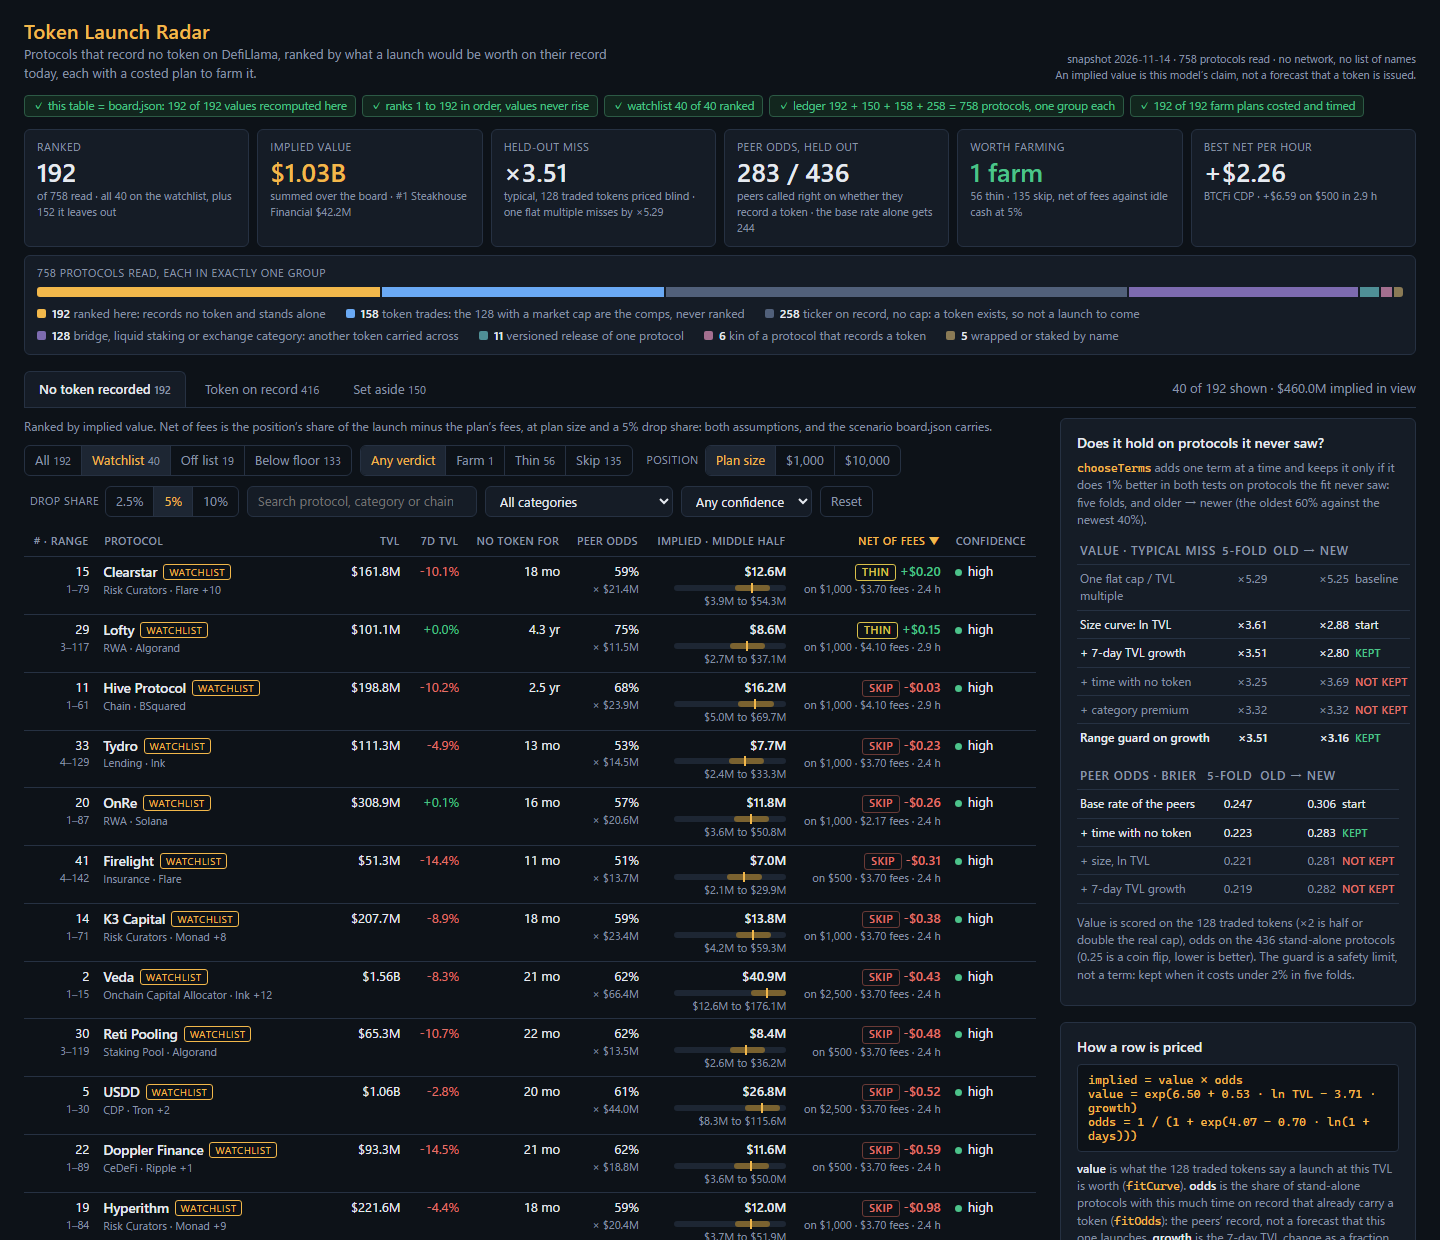 Token Launch Radar
Protocols that record no token on DefiLlama, ranked by what a launch would be worth on their record
today, each with a costed plan to farm it.
snapshot 2026-11-14 · 758 protocols read · no network, no list of names
An implied value is this model's claim, not a forecast that a token is issued.
✓ this table = board.json: 192 of 192 values recomputed here
✓ ranks 1 to 192 in order, values never rise
✓ watchlist 40 of 40 ranked
✓ ledger 192 + 150 + 158 + 258 = 758 protocols, one group each
✓ 192 of 192 farm plans costed and timed
RANKED
192
of 758 read · all 40 on the watchlist, plus
152 it leaves out
IMPLIED VALUE
$1.03B
summed over the board · #1 Steakhouse
Financial $42.2M
HELD-OUT MISS
×3.51
typical, 128 traded tokens priced blind ·
one flat multiple misses by ×5.29
PEER ODDS, HELD OUT
283 / 436
peers called right on whether they
record a token · the base rate alone gets
244
WORTH FARMING
1 farm
56 thin · 135 skip, net of fees against idle
cash at 5%
BEST NET PER HOUR
+$2.26
BTCFi CDP · +$6.59 on $500 in 2.9 h
758 PROTOCOLS READ, EACH IN EXACTLY ONE GROUP
192 ranked here: records no token and stands alone
158 token trades: the 128 with a market cap are the comps, never ranked
258 ticker on record, no cap: a token exists, so not a launch to come
128 bridge, liquid staking or exchange category: another token carried across
11 versioned release of one protocol
6 kin of a protocol that records a token
5 wrapped or staked by name
No token recorded 192
Token on record 416
Set aside 150
40 of 192 shown · $460.0M implied in view
Ranked by implied value. Net of fees is the position's share of the launch minus the plan's fees, at plan size and a 5% drop share: both assumptions, and the scenario board.json carries.
All 192
Watchlist 40
Off list 19
Below floor 133
Any verdict
Farm 1
Thin 56
Skip 135
POSITION
Plan size
$1,000
$10,000
DROP SHARE
2.5%
5%
10%
Search protocol, category or chain
All categories
Any confidence
Reset
# · RANGE PROTOCOL TVL 7D TVL NO TOKEN FOR PEER ODDS IMPLIED · MIDDLE HALF NET OF FEES ▼ CONFIDENCE
15 Clearstar WATCHLIST $161.8M -10.1% 18 mo 59% $12.6M THIN +$0.20 high
1–79 Risk Curators · Flare +10 × $21.4M on $1,000 · $3.70 fees · 2.4 h
$3.9M to $54.3M
29 Lofty WATCHLIST $101.1M +0.0% 4.3 yr 75% $8.6M THIN +$0.15 high
3–117 RWA · Algorand × $11.5M on $1,000 · $4.10 fees · 2.9 h
$2.7M to $37.1M
11 Hive Protocol WATCHLIST $198.8M -10.2% 2.5 yr 68% $16.2M SKIP -$0.03 high
1–61 Chain · BSquared × $23.9M on $1,000 · $4.10 fees · 2.9 h
$5.0M to $69.7M
33 Tydro WATCHLIST $111.3M -4.9% 13 mo 53% $7.7M SKIP -$0.23 high
4–129 Lending · Ink × $14.5M on $1,000 · $3.70 fees · 2.4 h
$2.4M to $33.3M
20 OnRe WATCHLIST $308.9M +0.1% 16 mo 57% $11.8M SKIP -$0.26 high
1–87 RWA · Solana × $20.6M on $1,000 · $2.17 fees · 2.4 h
$3.6M to $50.8M
41 Firelight WATCHLIST $51.3M -14.4% 11 mo 51% $7.0M SKIP -$0.31 high
4–142 Insurance · Flare × $13.7M on $500 · $3.70 fees · 2.4 h
$2.1M to $29.9M
14 K3 Capital WATCHLIST $207.7M -8.9% 18 mo 59% $13.8M SKIP -$0.38 high
1–71 Risk Curators · Monad +8 × $23.4M on $1,000 · $3.70 fees · 2.4 h
$4.2M to $59.3M
2 Veda WATCHLIST $1.56B -8.3% 21 mo 62% $40.9M SKIP -$0.43 high
1–15 Onchain Capital Allocator · Ink +12 × $66.4M on $2,500 · $3.70 fees · 2.4 h
$12.6M to $176.1M
30 Reti Pooling WATCHLIST $65.3M -10.7% 22 mo 62% $8.4M SKIP -$0.48 high
3–119 Staking Pool · Algorand × $13.5M on $500 · $3.70 fees · 2.4 h
$2.6M to $36.2M
5 USDD WATCHLIST $1.06B -2.8% 20 mo 61% $26.8M SKIP -$0.52 high
1–30 CDP · Tron +2 × $44.0M on $2,500 · $3.70 fees · 2.4 h
$8.3M to $115.6M
22 Doppler Finance WATCHLIST $93.3M -14.5% 21 mo 62% $11.6M SKIP -$0.59 high
1–89 CeDeFi · Ripple +1 × $18.8M on $500 · $3.70 fees · 2.4 h
$3.6M to $50.0M
19 Hyperithm WATCHLIST $221.6M -4.4% 18 mo 59% $12.0M SKIP -$0.98 high
1–84 Risk Curators · Monad +9 × $20.4M on $1,000 · $3.70 fees · 2.4 h
$3.7M to $51.9M
Does it hold on protocols it never saw?
chooseTerms adds one term at a time and keeps it only if it
does 1% better in both tests on protocols the fit never saw:
five folds, and older → newer (the oldest 60% against the
newest 40%).
VALUE · TYPICAL MISS 5-FOLD OLD → NEW
One flat cap / TVL ×5.29 ×5.25 baseline
multiple
Size curve: ln TVL ×3.61 ×2.88 start
+ 7-day TVL growth ×3.51 ×2.80 KEPT
+ time with no token ×3.25 ×3.69 NOT KEPT
+ category premium ×3.32 ×3.32 NOT KEPT
Range guard on growth ×3.51 ×3.16 KEPT
PEER ODDS · BRIER 5-FOLD OLD → NEW
Base rate of the peers 0.247 0.306 start
+ time with no token 0.223 0.283 KEPT
+ size, ln TVL 0.221 0.281 NOT KEPT
+ 7-day TVL growth 0.219 0.282 NOT KEPT
Value is scored on the 128 traded tokens (×2 is half or
double the real cap), odds on the 436 stand-alone protocols
(0.25 is a coin flip, lower is better). The guard is a safety limit,
not a term: kept when it costs under 2% in five folds.
How a row is priced
implied = value × odds
value = exp(6.50 + 0.53 · ln TVL − 3.71 ·
growth)
odds = 1 / (1 + exp(4.07 − 0.70 · ln(1 +
days)))
value is what the 128 traded tokens say a launch at this TVL
is worth (fitCurve). odds is the share of stand-alone
protocols with this much time on record that already carry a
token (fitOdds): the peers' record, not a forecast that this
one launches. growth is the 7-day TVL change as a fraction